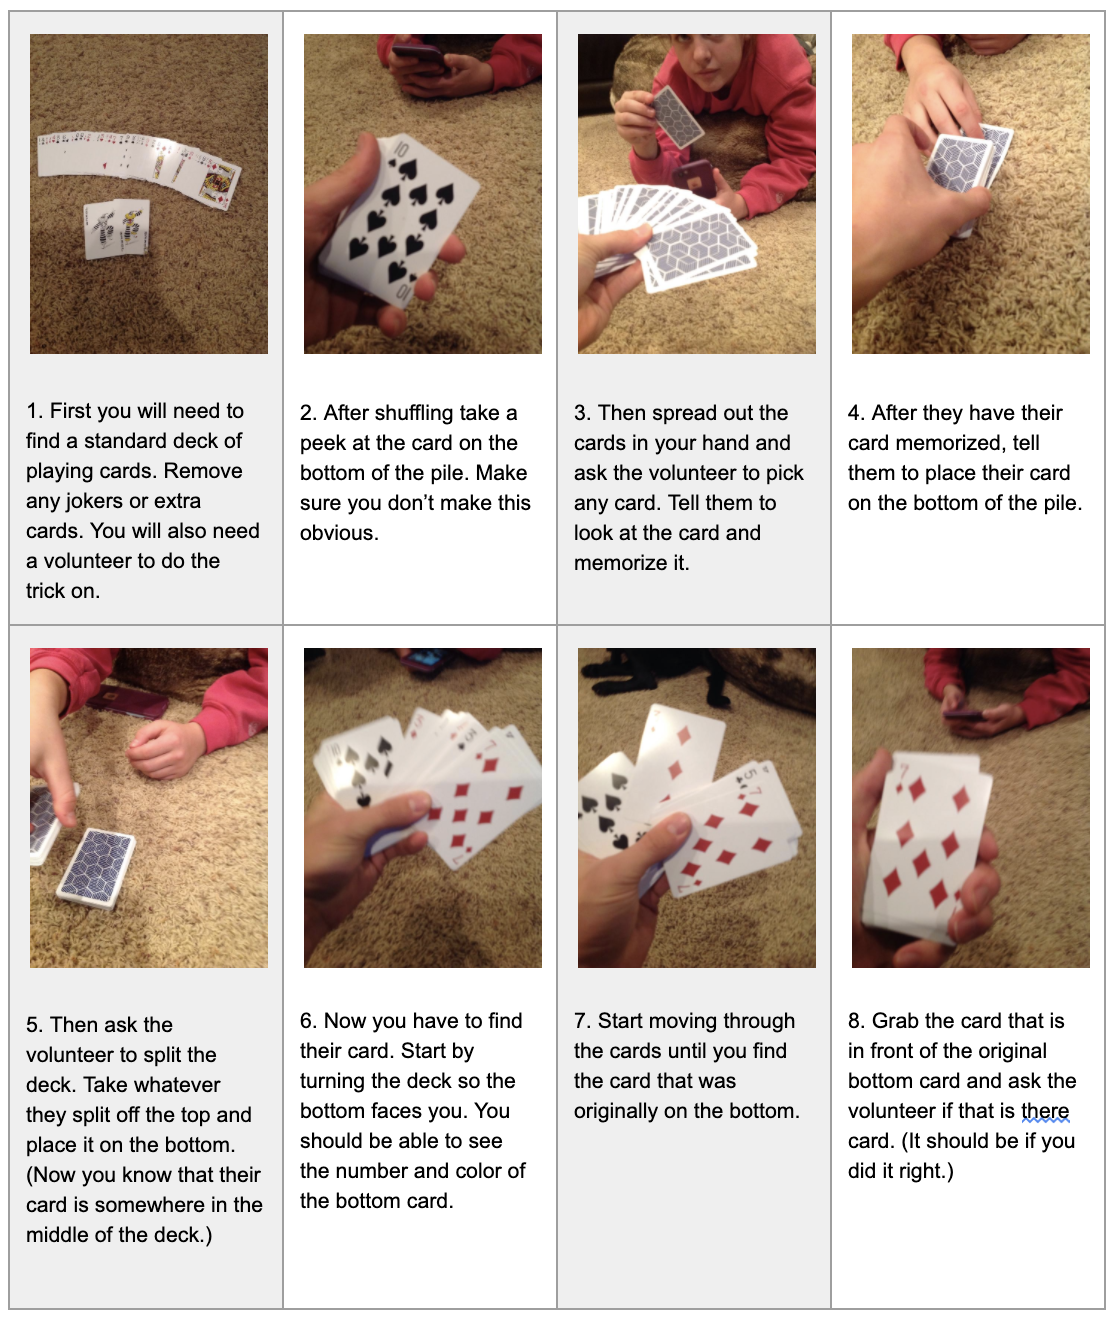 1. First you will need to
find a standard deck of
playing cards. Remove
any jokers or extra
cards. You will also need
a volunteer to do the
trick on.
2. After shuffling take a
peek at the card on the
bottom of the pile. Make
sure you don’t make this
obvious.
3. Then spread out the
cards in your hand and
ask the volunteer to pick
any card. Tell them to
look at the card and
memorize it.
4. After they have their
card memorized, tell
them to place their card
on the bottom of the pile.
5. Then ask the
volunteer to split the
deck. Take whatever
they split off the top and
place it on the bottom.
(Now you know that their
card is somewhere in the
middle of the deck.)
6. Now you have to find
their card. Start by
turning the deck so the
bottom faces you. You
should be able to see
the number and color of
the bottom card.
7. Start moving through
the cards until you find
the card that was
originally on the bottom.
8. Grab the card that is
in front of the original
bottom card and ask the
volunteer if that is there
card. (It should be if you
did it right.)
10
10
10
5
7
7
5
7
7
7